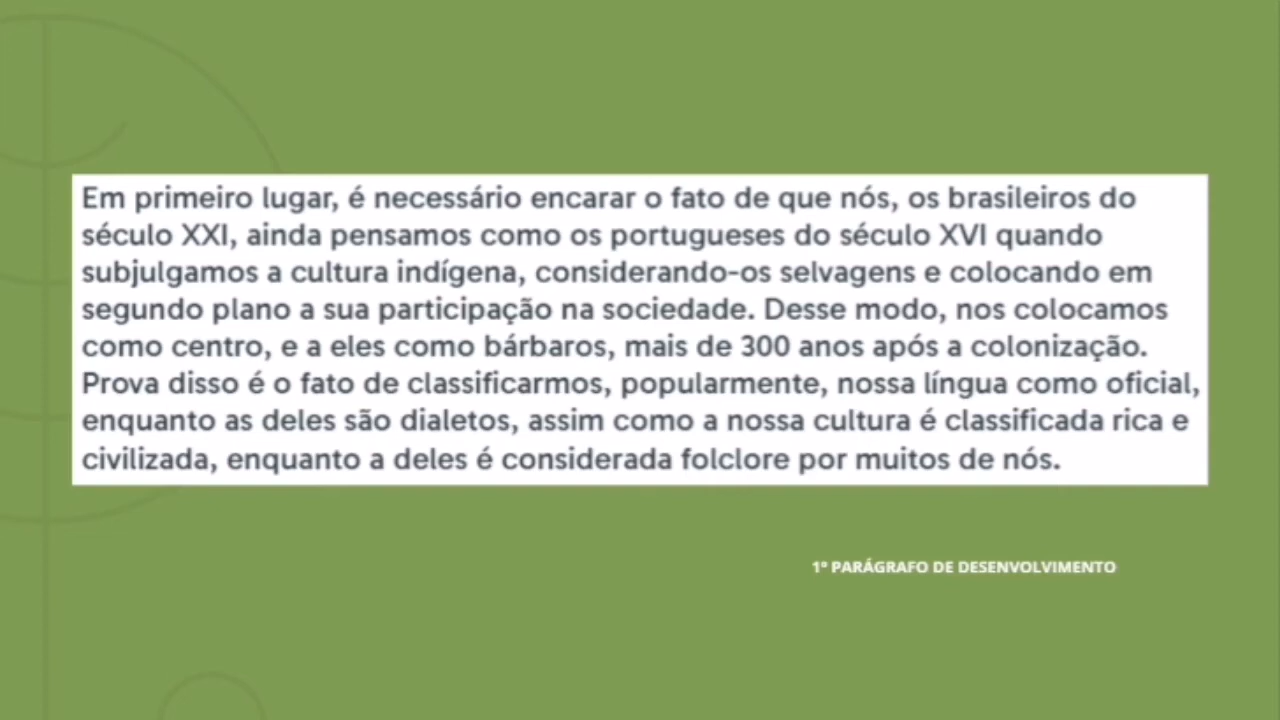 Em primeiro lugar, é necessário encarar o fato de que nós, os brasileiros do
século XXI, ainda pensamos como os portugueses do século XVI quando
subjulgamos a cultura indígena, considerando-os selvagens e colocando em
segundo plano a sua participação na sociedade. Desse modo, nos colocamos
como centro, e a eles como bárbaros, mais de 300 anos após a colonização.
Prova disso é o fato de classificarmos, popularmente, nossa língua como oficial,
enquanto as deles são dialetos, assim como a nossa cultura é classificada rica e
civilizada, enquanto a deles é considerada folclore por muitos de nós.
1º PARÁGRAFO DE DESENVOLVIMENTO